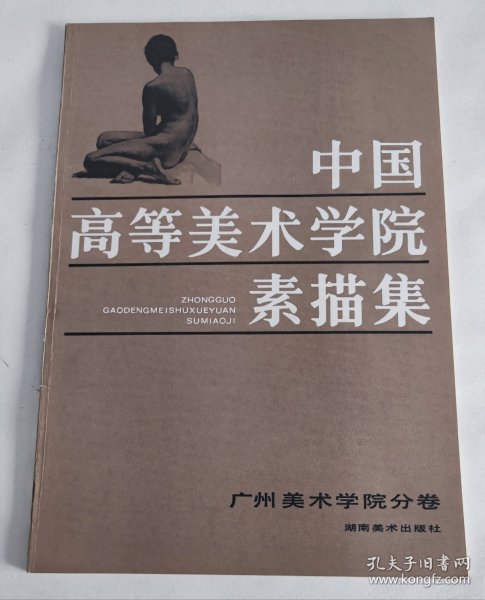 中国
高等美术学院
素描集
ZHONGGUO
GAODENGMEISHUXUEYUAN
SUMIAOJI
广州美术学院分卷
湖南美术出版社
孔夫子旧书网
www.kongfz.com